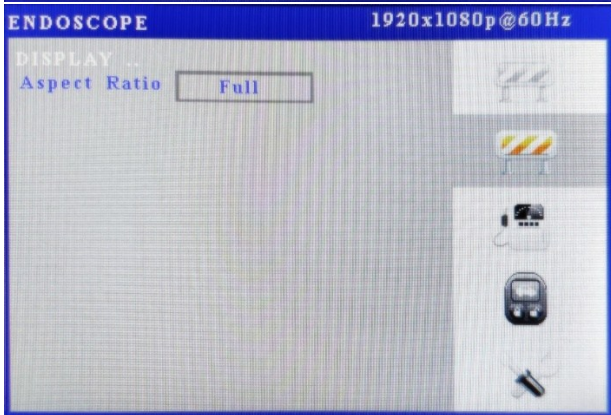 ENDOSCOPE 1920x1080p@60Hz
DISPLAY ..
Aspect Ratio Full